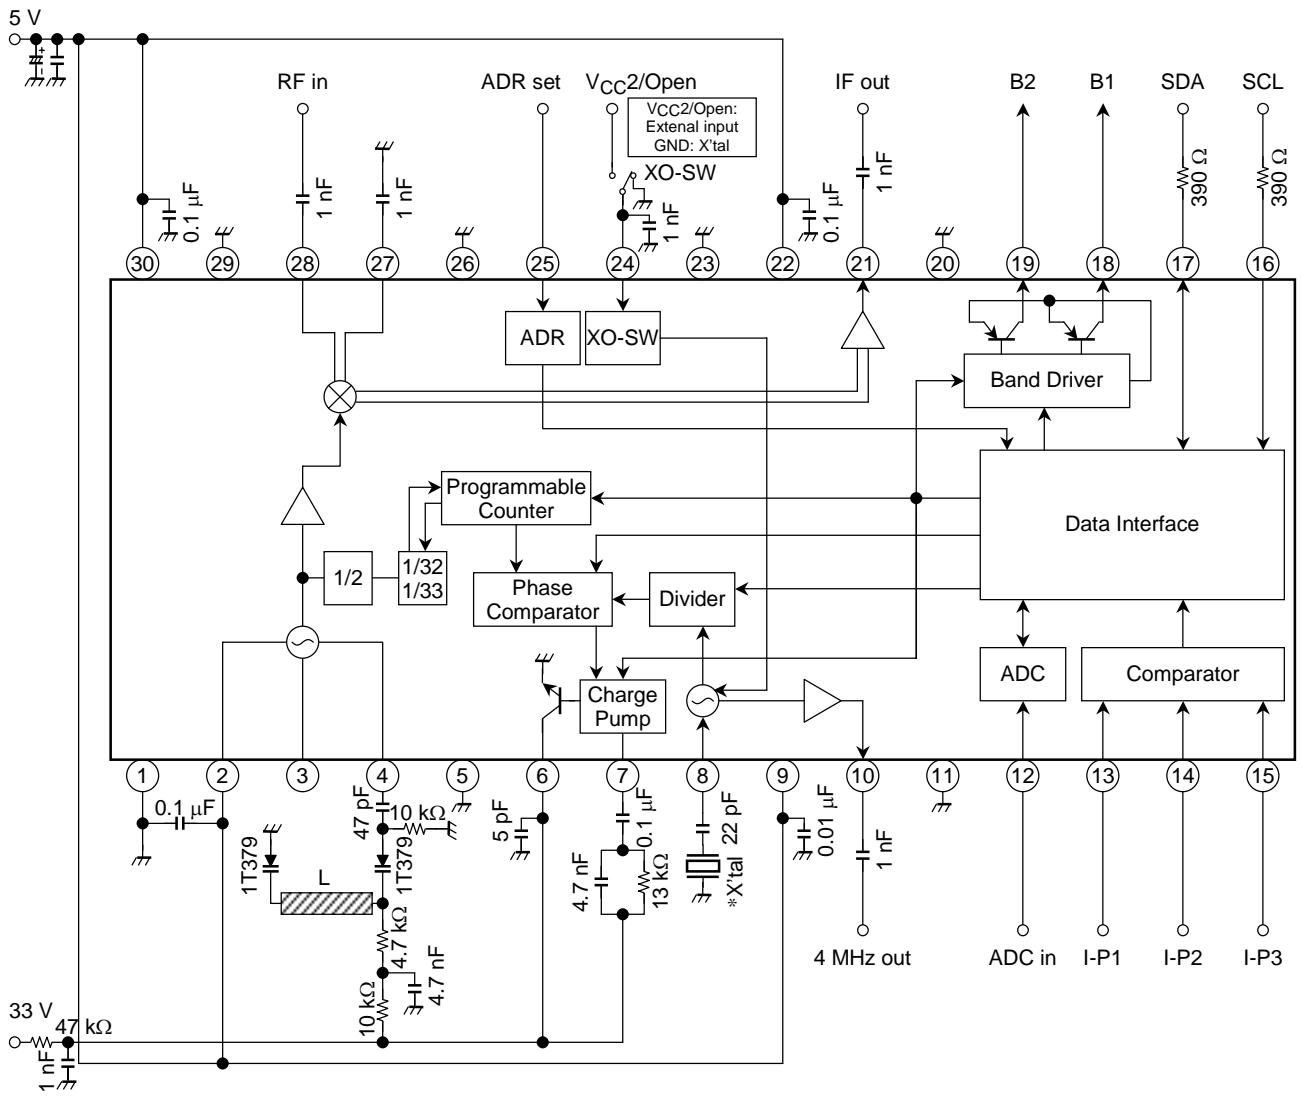 5 V
RF in
ADR set
VCC2/Open
IF out
B2
B1
SDA
SCL
VCC2/Open:
Extenal input
GND: X'tal
XO-SW
0.1 μF
1 nF
1 nF
1 nF
0.1 μF
1 nF
390 Ω
390 Ω
30
29
28
27
26
25
24
23
22
21
20
19
18
17
16
ADR
XO-SW
Band Driver
Programmable
Counter
Data Interface
1/2
1/32
1/33
Phase
Comparator
Divider
ADC
Comparator
Charge
Pump
1
2
3
4
5
6
7
8
9
10
11
12
13
14
15
0.1 μF
47 pF
10 kΩ
5 pF
0.1 μF
22 pF
0.01 μF
1 nF
1T379
L
1T379
4.7 nF
13 kΩ
*X'tal
4.7 kΩ
4.7 nF
10 kΩ
4 MHz out
ADC in
I-P1
I-P2
I-P3
33 V
47 kΩ
1 nF